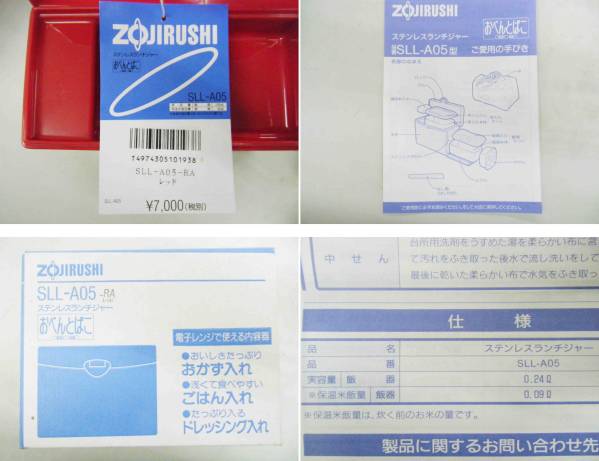 ZOJIRUSHI
ステンレスランチジャー
おべんとばこ
SLL-A05
T4974305101938
SLL-A05-RA
レッド
SLL-A05
¥7,000(税別)
ZOJIRUSHI
ステンレスランチジャー
おべんとばこ
SLL-A05型
ご愛用の手びき
各部のなまえ
ZOJIRUSHI
SLL-A05-RA
レッド
ステンレスランチジャー
おべんとばこ
電子レンジで使える内容器
●おいしさたっぷり
おかず入れ
●浅くて食べやすい
ごはん入れ
●たっぷり入る
ドレッシング入れ
台所用洗剤をうすめた湯を柔らかい布に含
中せん
て汚れをふき取った後水で流し洗いをして
最後に乾いた柔らかい布で水気をふき取っ
仕様
品名 ステンレスランチジャー
品番 SLL-A05
実容量 飯器 0.24ℓ
※保温米飯量 飯器 0.09ℓ
※保温米飯量は、炊く前のお米の量です。
製品に関するお問い合わせ先